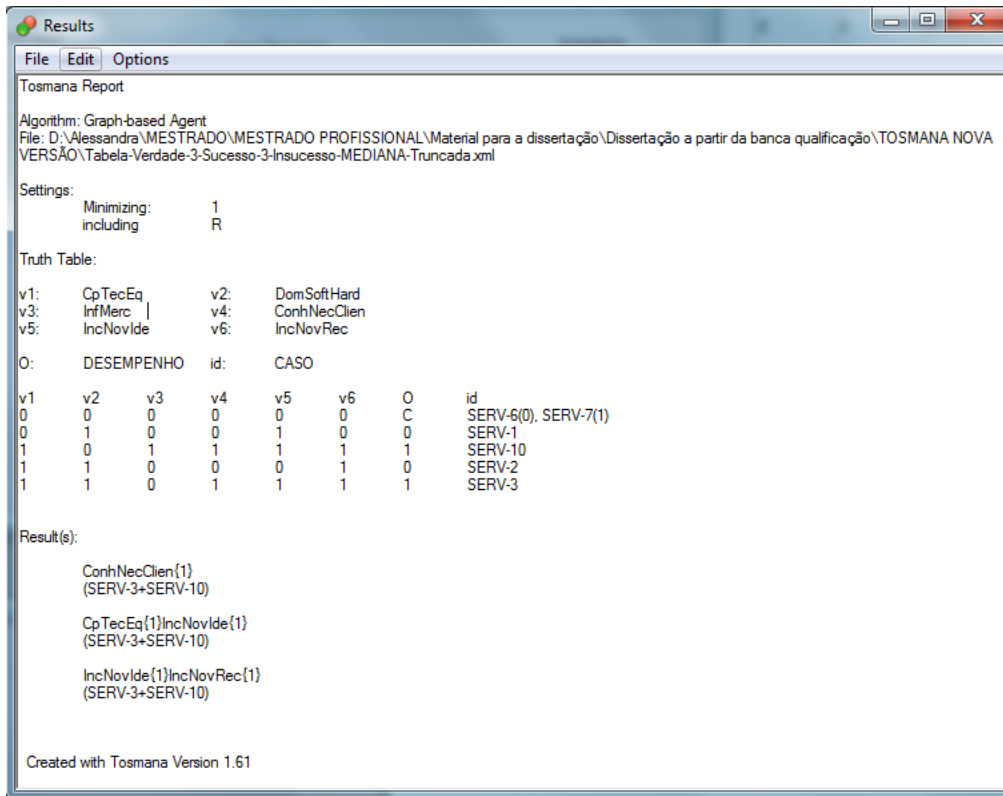 Results
File Edit Options
Tosmana Report
Algorithm: Graph-based Agent
File: D:\Alessandra\MESTRADO\MESTRADO PROFISSIONAL\Material para a dissertação\Dissertação a partir da banca qualificação\TOSMANA NOVA
VERSÃO\Tabela-Verdade-3-Sucesso-3-Insucesso-MEDIANA-Truncada.xml
Settings:
Minimizing: 1
including R
Truth Table:
v1: CpTecEq v2: DomSoftHard
v3: InfMerc v4: ConhNecClien
v5: IncNovIde v6: IncNovRec
O: DESEMPENHO id: CASO
v1 v2 v3 v4 v5 v6 O id
0 0 0 0 0 0 C SERV-6(0), SERV-7(1)
0 1 0 0 1 0 0 SERV-1
1 0 1 1 1 1 1 SERV-10
1 1 0 0 0 1 0 SERV-2
1 1 0 1 1 1 1 SERV-3
Result(s):
ConhNecClien{1}
(SERV-3+SERV-10)
CpTecEq{1}IncNovIde{1}
(SERV-3+SERV-10)
IncNovIde{1}IncNovRec{1}
(SERV-3+SERV-10)
Created with Tosmana Version 1.61